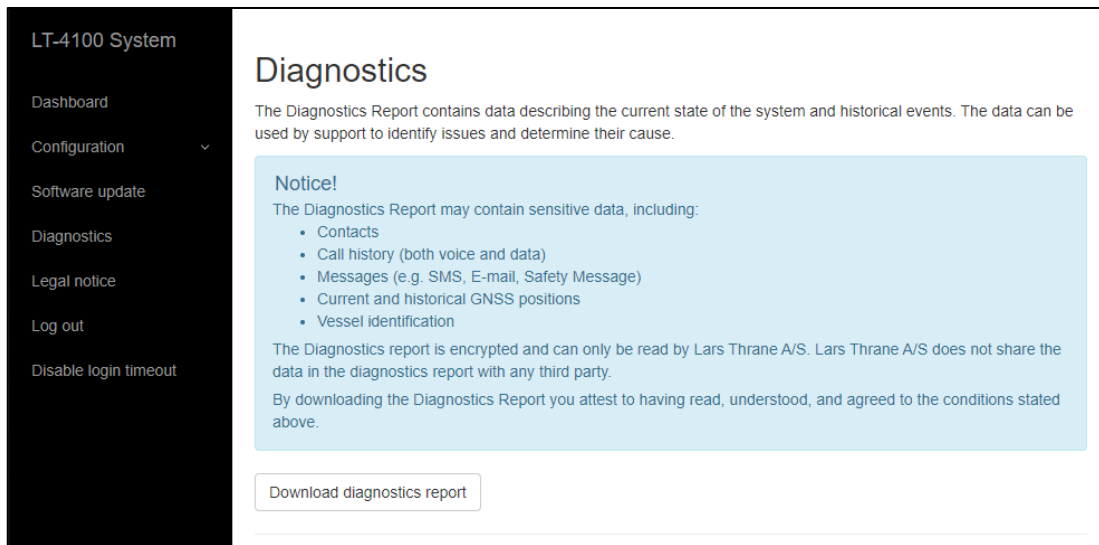 LT-4100 System
Dashboard
Configuration
Software update
Diagnostics
Legal notice
Log out
Disable login timeout
Diagnostics
The Diagnostics Report contains data describing the current state of the system and historical events. The data can be
used by support to identify issues and determine their cause.
Notice!
The Diagnostics Report may contain sensitive data, including:
• Contacts
• Call history (both voice and data)
• Messages (e.g. SMS, E-mail, Safety Message)
• Current and historical GNSS positions
• Vessel identification
The Diagnostics report is encrypted and can only be read by Lars Thrane A/S. Lars Thrane A/S does not share the
data in the diagnostics report with any third party.
By downloading the Diagnostics Report you attest to having read, understood, and agreed to the conditions stated
above.
Download diagnostics report